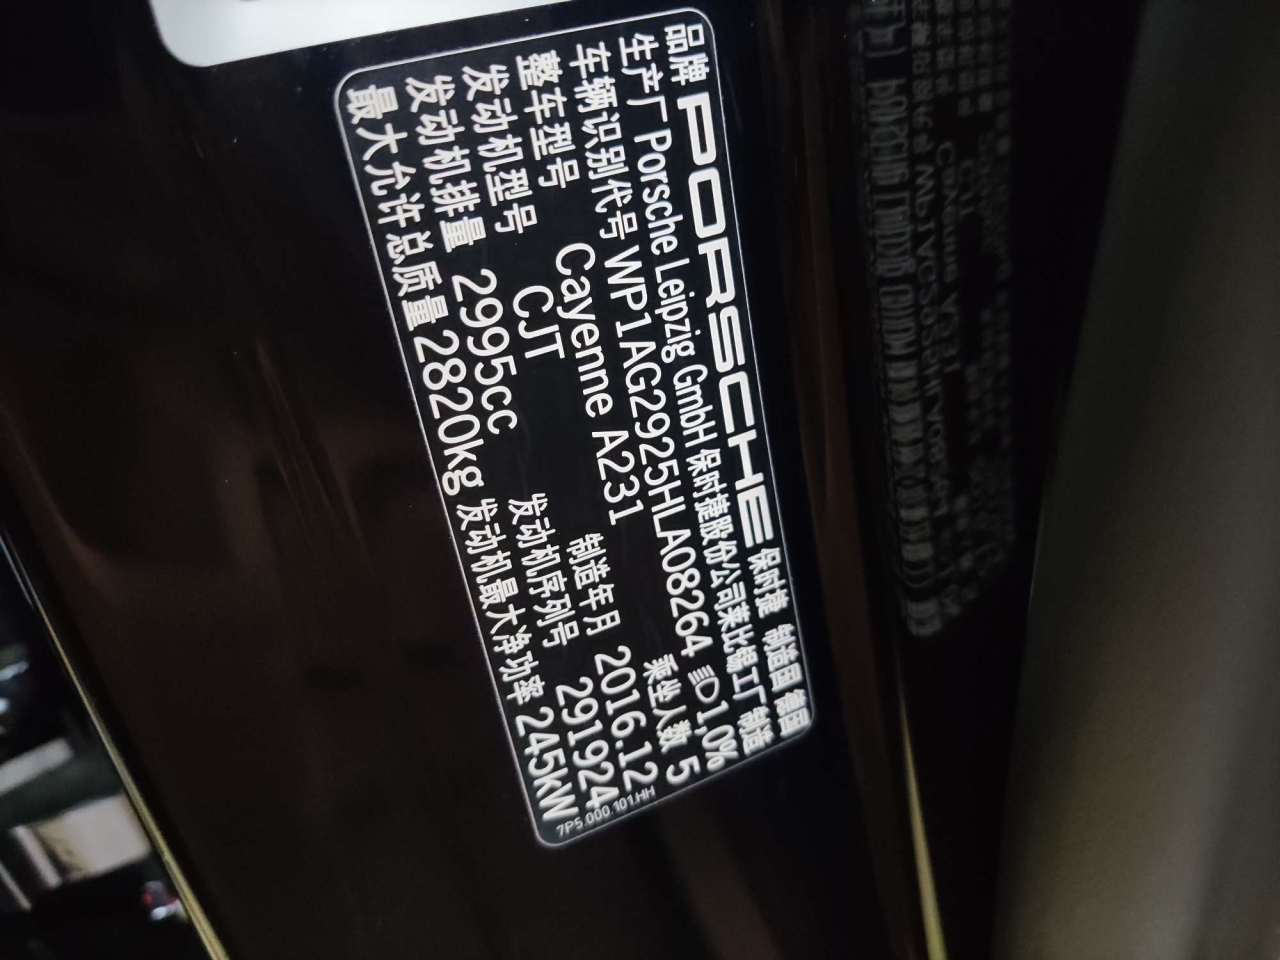 品牌 PORSCHE 保时捷 制造国 德国
生产厂 Porsche Leipzig GmbH 保时捷股份公司莱比锡工厂 制造
车辆识别代号 WP1AG2925HLA08264 1,0%
整车型号 Cayenne A231 乘坐人数 5
发动机型号 CJT 制造年月 2016.12
发动机排量 2995cc 发动机序列号 291924
最大允许总质量 2820kg 发动机最大净功率 245kW
7P5.000.101.HH